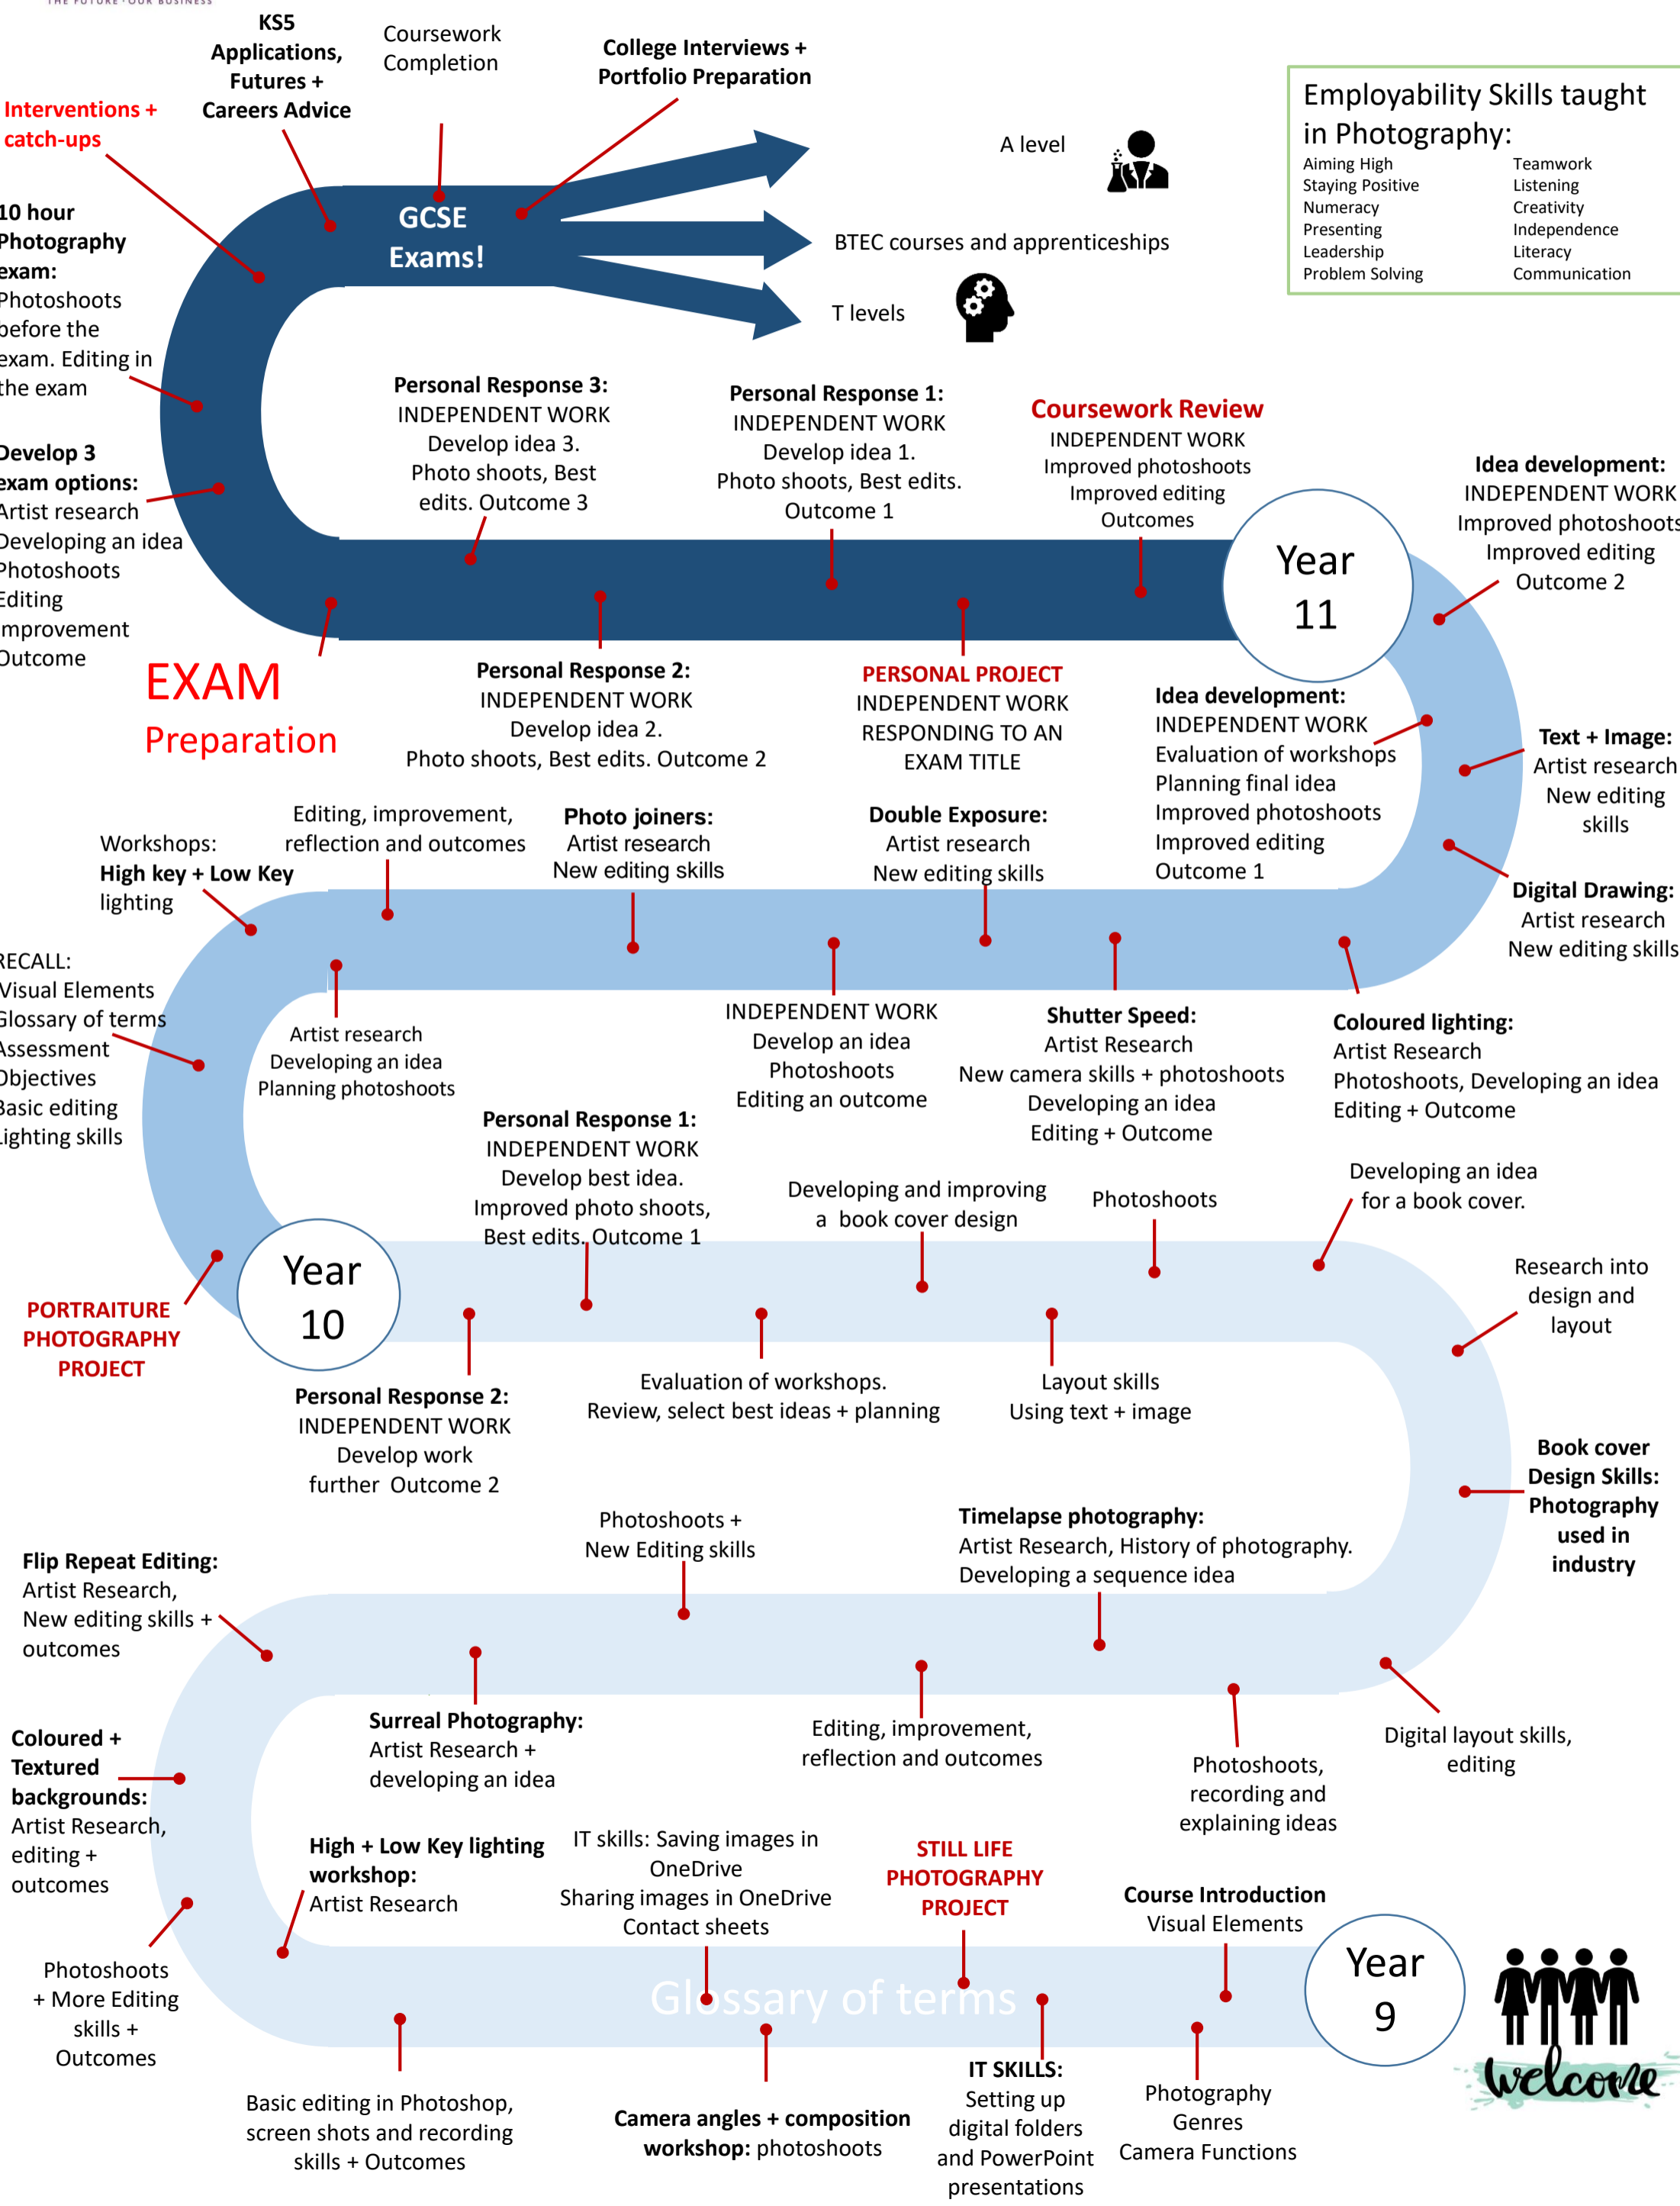 THE FUTURE · OUR BUSINESS
KS5
Applications,
Futures +
Careers Advice
Coursework
Completion
College Interviews +
Portfolio Preparation
Interventions +
catch-ups
Employability Skills taught
in Photography:
Aiming High
Staying Positive
Numeracy
Presenting
Leadership
Problem Solving
Teamwork
Listening
Creativity
Independence
Literacy
Communication
A level
BTEC courses and apprenticeships
T levels
GCSE
Exams!
10 hour
Photography
exam:
Photoshoots
before the
exam. Editing in
the exam
Develop 3
exam options:
Artist research
Developing an idea
Photoshoots
Editing
Improvement
Outcome
EXAM
Preparation
Personal Response 3:
INDEPENDENT WORK
Develop idea 3.
Photo shoots, Best
edits. Outcome 3
Personal Response 1:
INDEPENDENT WORK
Develop idea 1.
Photo shoots, Best edits.
Outcome 1
Coursework Review
INDEPENDENT WORK
Improved photoshoots
Improved editing
Outcomes
Year
11
Idea development:
INDEPENDENT WORK
Improved photoshoots
Improved editing
Outcome 2
Personal Response 2:
INDEPENDENT WORK
Develop idea 2.
Photo shoots, Best edits. Outcome 2
PERSONAL PROJECT
INDEPENDENT WORK
RESPONDING TO AN
EXAM TITLE
Idea development:
INDEPENDENT WORK
Evaluation of workshops
Planning final idea
Improved photoshoots
Improved editing
Outcome 1
Text + Image:
Artist research
New editing
skills
Digital Drawing:
Artist research
New editing skills
Workshops:
High key + Low Key
lighting
Editing, improvement,
reflection and outcomes
Photo joiners:
Artist research
New editing skills
Double Exposure:
Artist research
New editing skills
RECALL:
Visual Elements
Glossary of terms
Assessment
Objectives
Basic editing
Lighting skills
Artist research
Developing an idea
Planning photoshoots
INDEPENDENT WORK
Develop an idea
Photoshoots
Editing an outcome
Shutter Speed:
Artist Research
New camera skills + photoshoots
Developing an idea
Editing + Outcome
Coloured lighting:
Artist Research
Photoshoots, Developing an idea
Editing + Outcome
PORTRAITURE
PHOTOGRAPHY
PROJECT
Year
10
Personal Response 1:
INDEPENDENT WORK
Develop best idea.
Improved photo shoots,
Best edits. Outcome 1
Developing and improving
a book cover design
Photoshoots
Developing an idea
for a book cover.
Research into
design and
layout
Personal Response 2:
INDEPENDENT WORK
Develop work
further Outcome 2
Evaluation of workshops.
Review, select best ideas + planning
Layout skills
Using text + image
Book cover
Design Skills:
Photography
used in
industry
Flip Repeat Editing:
Artist Research,
New editing skills +
outcomes
Photoshoots +
New Editing skills
Timelapse photography:
Artist Research, History of photography.
Developing a sequence idea
Surreal Photography:
Artist Research +
developing an idea
Editing, improvement,
reflection and outcomes
Photoshoots,
recording and
explaining ideas
Digital layout skills,
editing
Coloured +
Textured
backgrounds:
Artist Research,
editing +
outcomes
High + Low Key lighting
workshop:
Artist Research
IT skills: Saving images in
OneDrive
Sharing images in OneDrive
Contact sheets
STILL LIFE
PHOTOGRAPHY
PROJECT
Course Introduction
Visual Elements
Year
9
Glossary of terms
Photoshoots
+ More Editing
skills +
Outcomes
Basic editing in Photoshop,
screen shots and recording
skills + Outcomes
Camera angles + composition
workshop: photoshoots
IT SKILLS:
Setting up
digital folders
and PowerPoint
presentations
Photography
Genres
Camera Functions
welcome